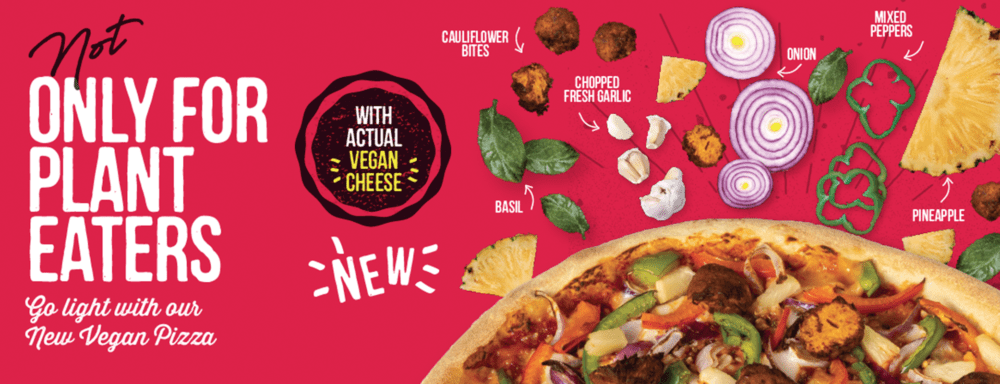 Not
ONLY FOR
PLANT
EATERS
Go light with our
New Vegan Pizza
WITH
ACTUAL
VEGAN
CHEESE
NEW
CAULIFLOWER
BITES
CHOPPED
FRESH GARLIC
BASIL
ONION
MIXED
PEPPERS
PINEAPPLE